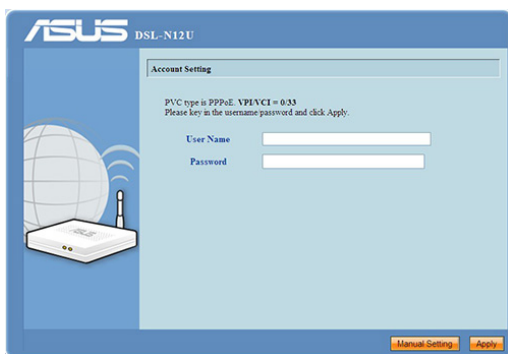 ASUS DSL-N12U
Account Setting
PVC type is PPPoE. VPI/VCI = 0/33
Please key in the username/password and click Apply.
User Name
Password
ASUS
Manual Setting Apply